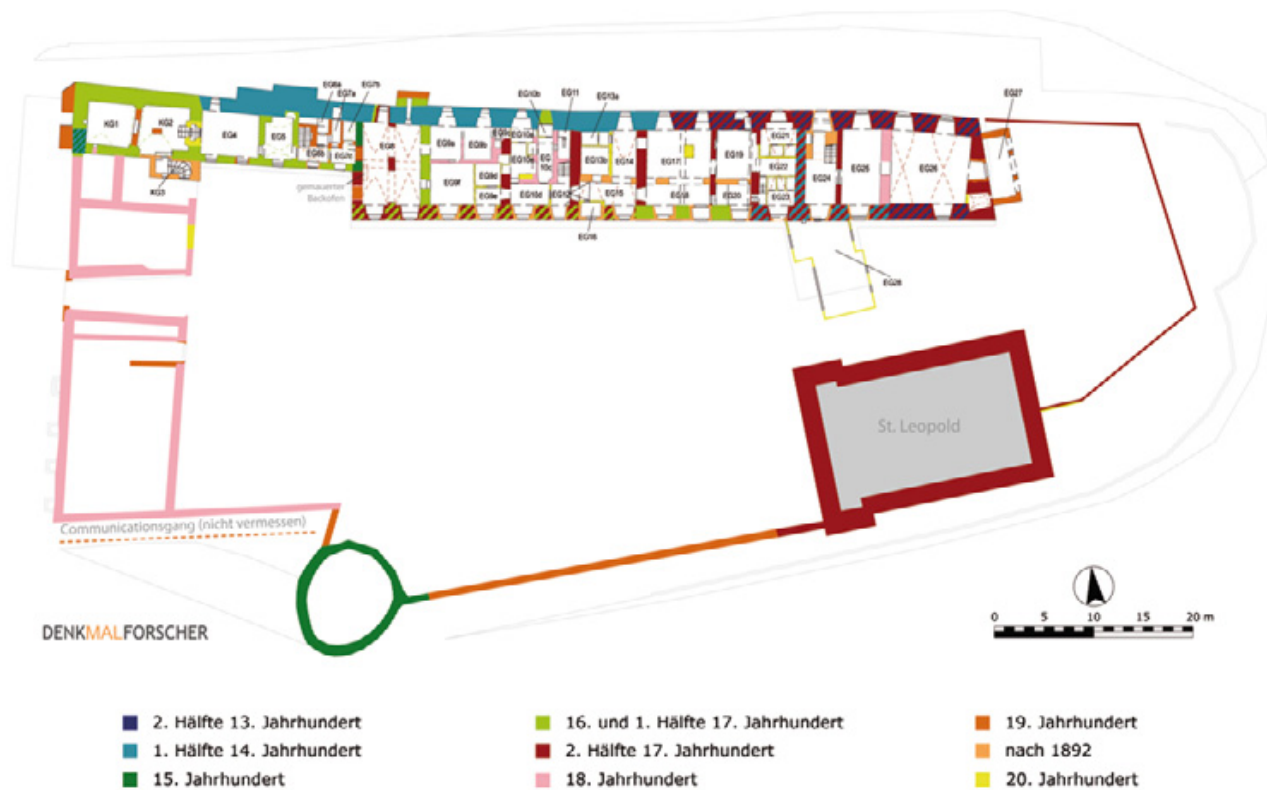 EG6a
EG7a
EG7b
EG10b
EG11
EG13a
EG27
KG1
KG2
EG4
EG5
EG6b
EG8
EG9a
EG9b
EG10a
EG13b
EG14
EG17
EG19
EG21
EG22
EG24
EG25
EG26
KG3
gemauerter
Backofen
EG9f
EG9d
EG9e
EG10d
EG12
EG15
EG18
EG20
EG23
EG16
EG28
St. Leopold
Communicationsgang (nicht vermessen)
DENKMALFORSCHER
0 5 10 15 20 m
2. Hälfte 13. Jahrhundert
1. Hälfte 14. Jahrhundert
15. Jahrhundert
16. und 1. Hälfte 17. Jahrhundert
2. Hälfte 17. Jahrhundert
18. Jahrhundert
19. Jahrhundert
nach 1892
20. Jahrhundert